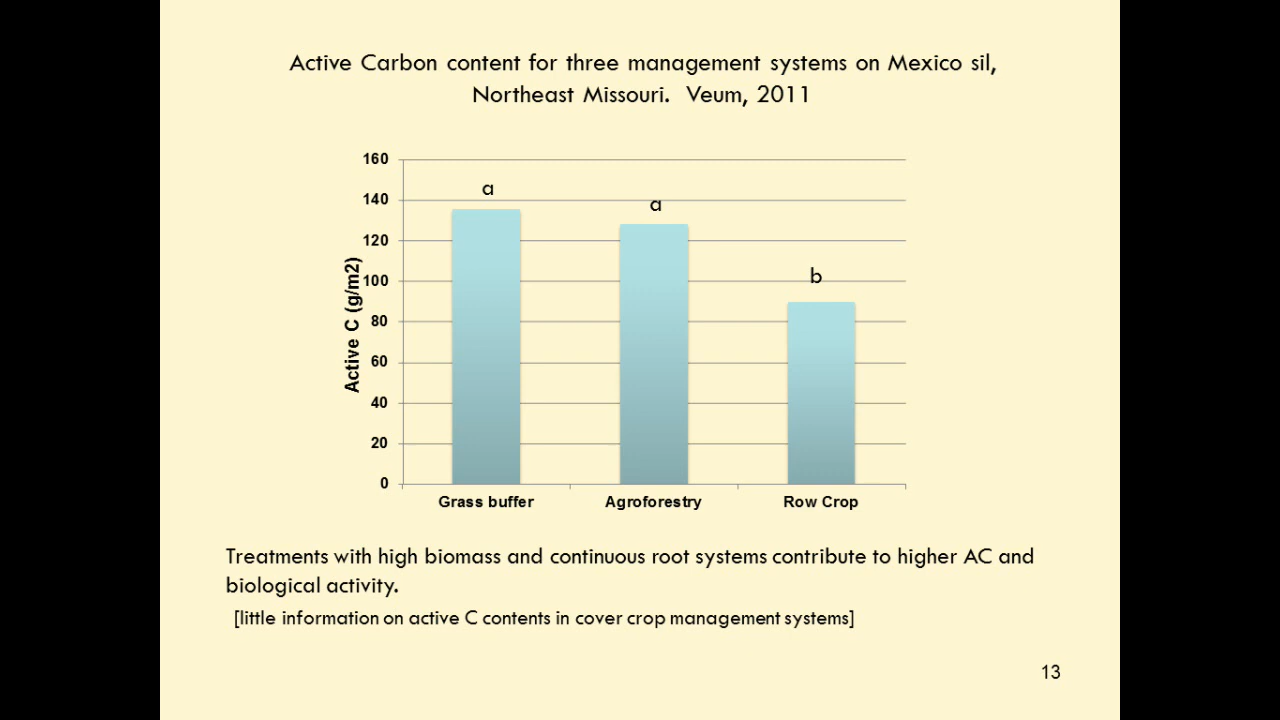 Active Carbon content for three management systems on Mexico sil,
Northeast Missouri. Veum, 2011
160
140
120
100
80
60
40
20
0
Active C (g/m2)
a
a
b
Grass buffer
Agroforestry
Row Crop
Treatments with high biomass and continuous root systems contribute to higher AC and
biological activity.
[little information on active C contents in cover crop management systems]
13